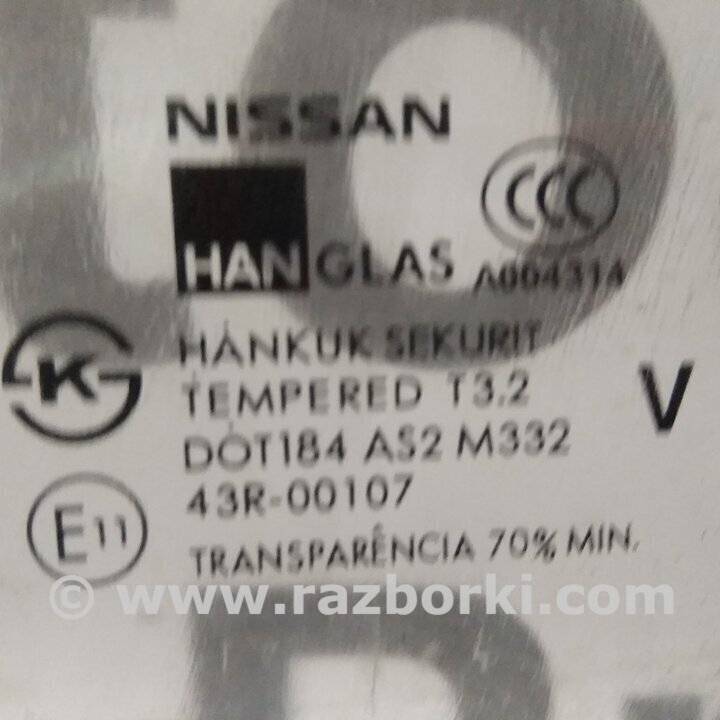 NISSAN
CCC
HANGLAS A004314
K
HANKUK SEKURIT
TEMPERED T3.2 V
DOT184 AS2 M332
43R-00107
E11
TRANSPARÊNCIA 70% MIN.
© www.razborki.com